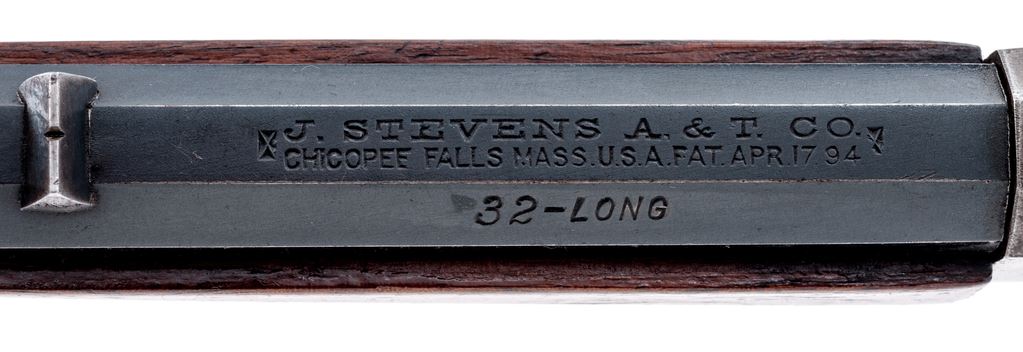 J. STEVENS A. & T. CO.
CHICOPEE FALLS MASS.U.S.A.PAT.APR.17 94
32-LONG